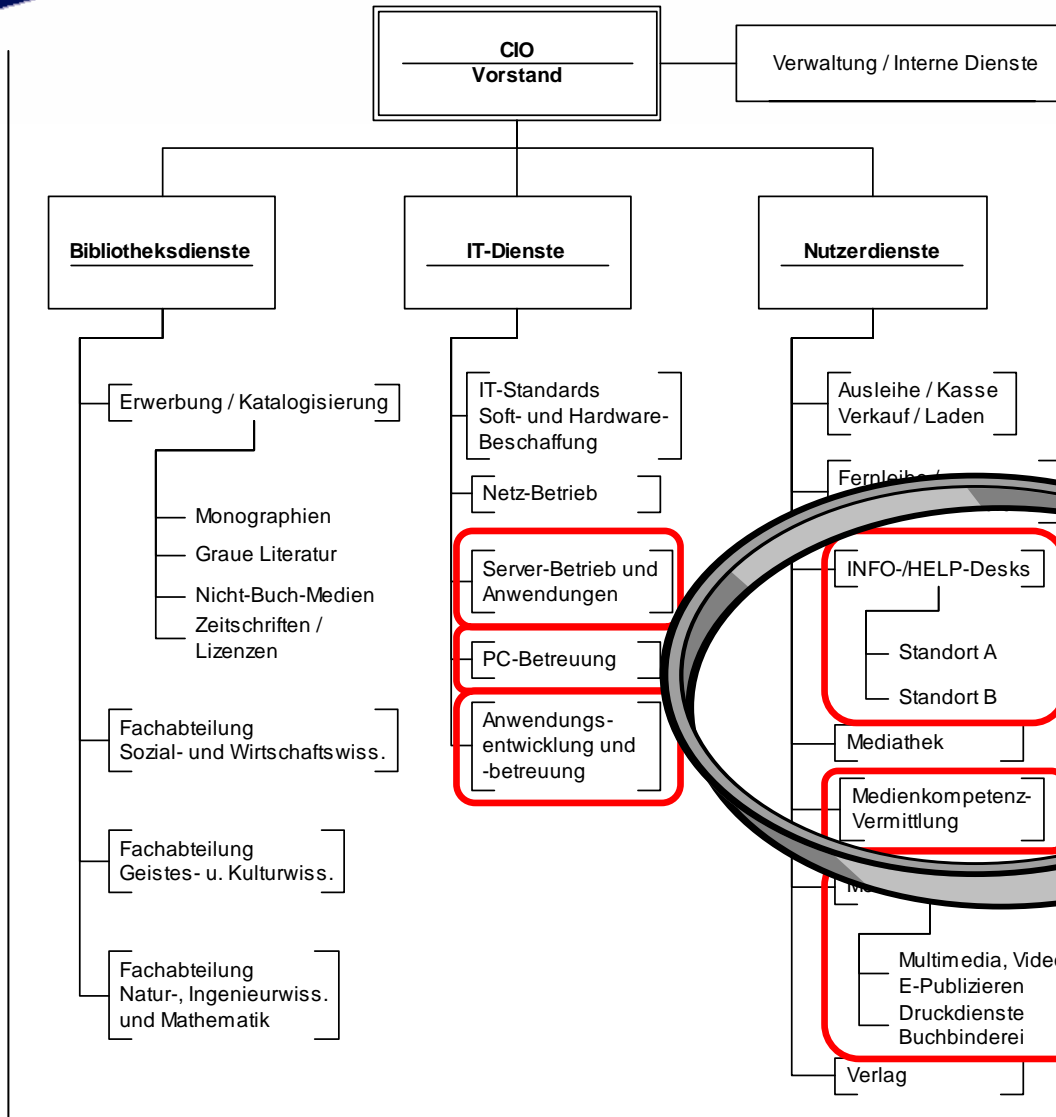 CIO
Vorstand
Verwaltung / Interne Dienste
Bibliotheksdienste
IT-Dienste
Nutzerdienste
Erwerbung / Katalogisierung
Monographien
Graue Literatur
Nicht-Buch-Medien
Zeitschriften /
Lizenzen
Fachabteilung
Sozial- und Wirtschaftswiss.
Fachabteilung
Geistes- u. Kulturwiss.
Fachabteilung
Natur-, Ingenieurwiss.
und Mathematik
IT-Standards
Soft- und Hardware-
Beschaffung
Netz-Betrieb
Server-Betrieb und
Anwendungen
PC-Betreuung
Anwendungs-
entwicklung und
-betreuung
Ausleihe / Kasse
Verkauf / Laden
Fernleihe /
INFO-/HELP-Desks
Standort A
Standort B
Mediathek
Medienkompetenz-
Vermittlung
Multimedia, Video
E-Publizieren
Druckdienste
Buchbinderei
Verlag